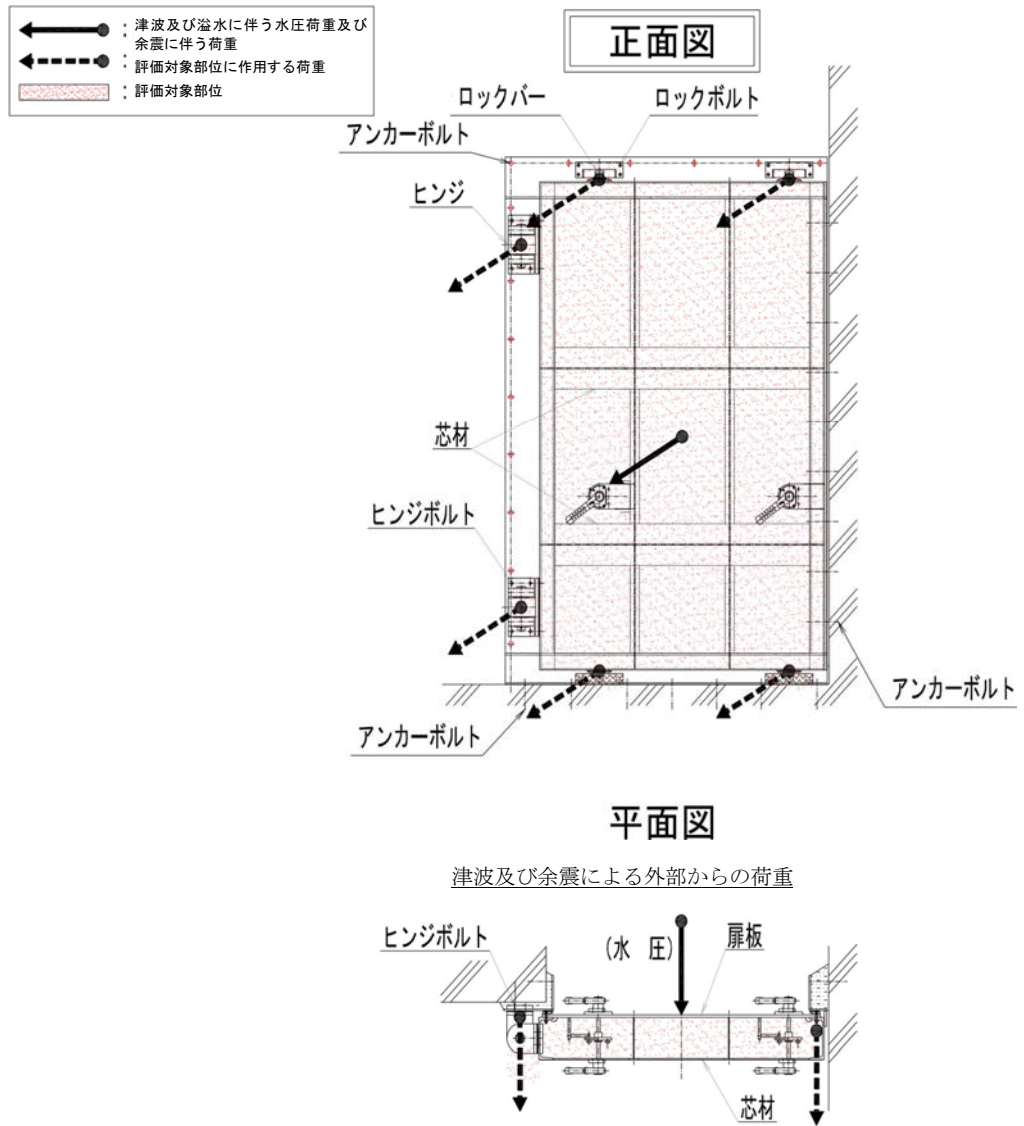 : 津波及び溢水に伴う水圧荷重及び
余震に伴う荷重
: 評価対象部位に作用する荷重
: 評価対象部位
正面図
ロックバー
ロックボルト
アンカーボルト
ヒンジ
芯材
ヒンジボルト
アンカーボルト
アンカーボルト
平面図
津波及び余震による外部からの荷重
ヒンジボルト
(水 圧)
扉板
芯材